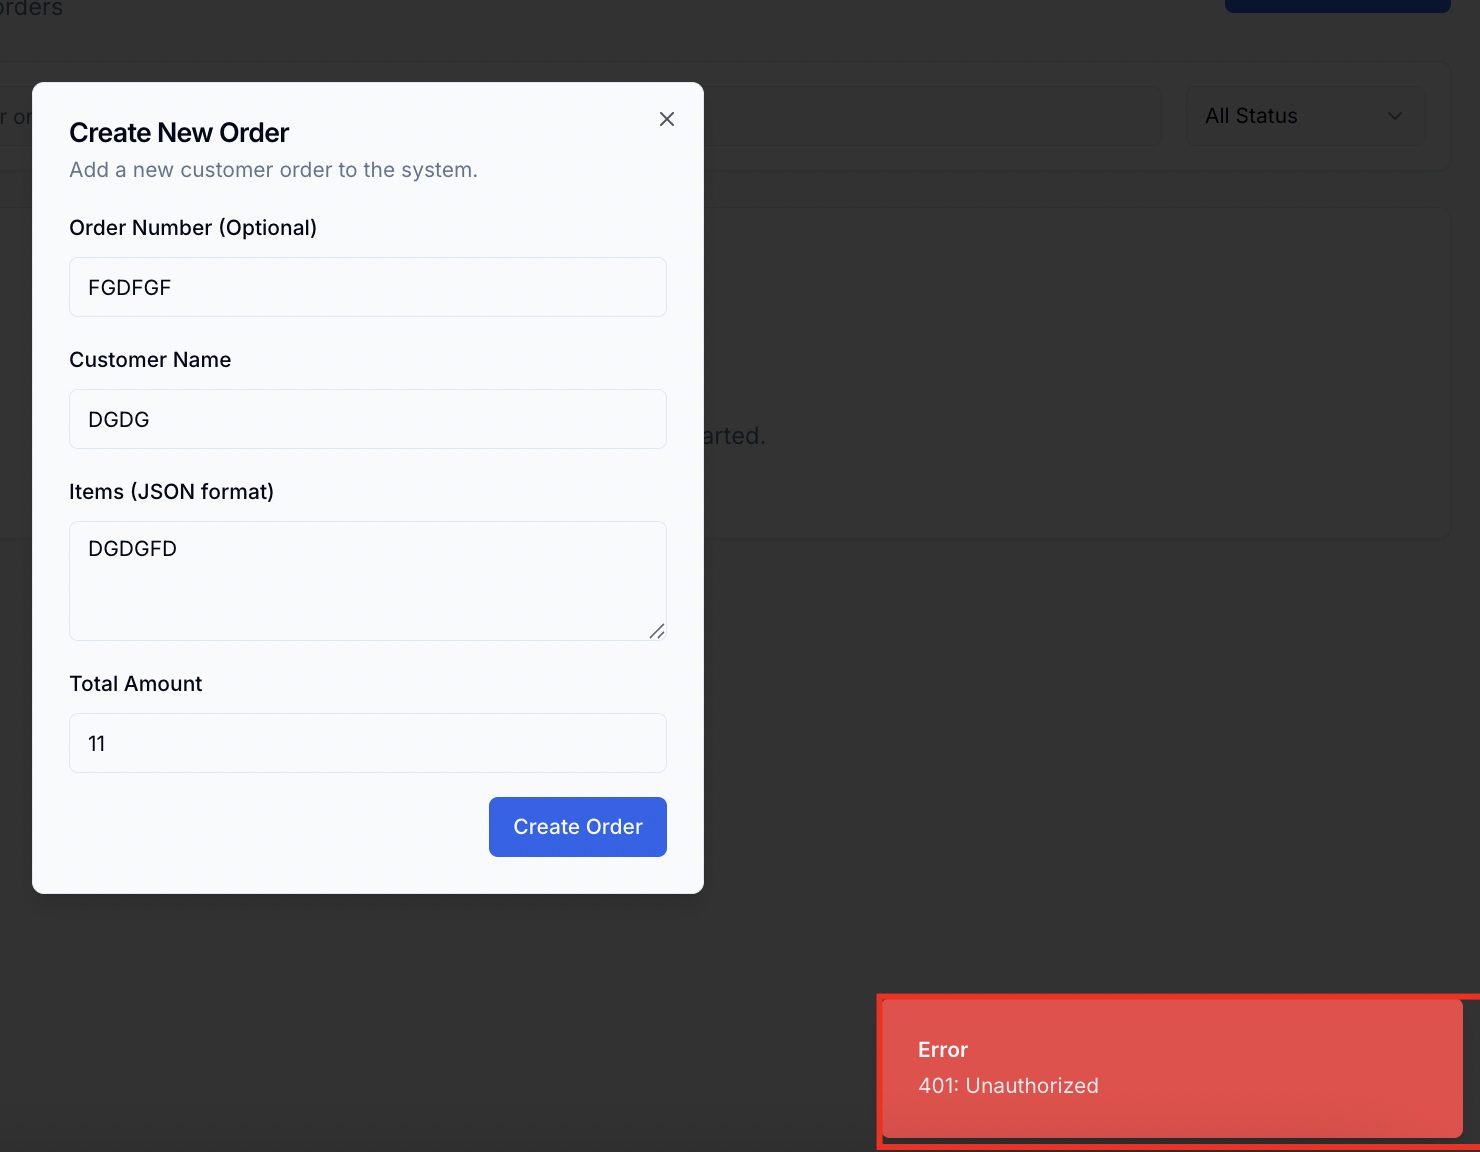 orders
All Status
Create New Order
Add a new customer order to the system.
Order Number (Optional)
FGDFGF
Customer Name
DGDG
arted.
Items (JSON format)
DGDGFD
Total Amount
11
Create Order
Error
401: Unauthorized